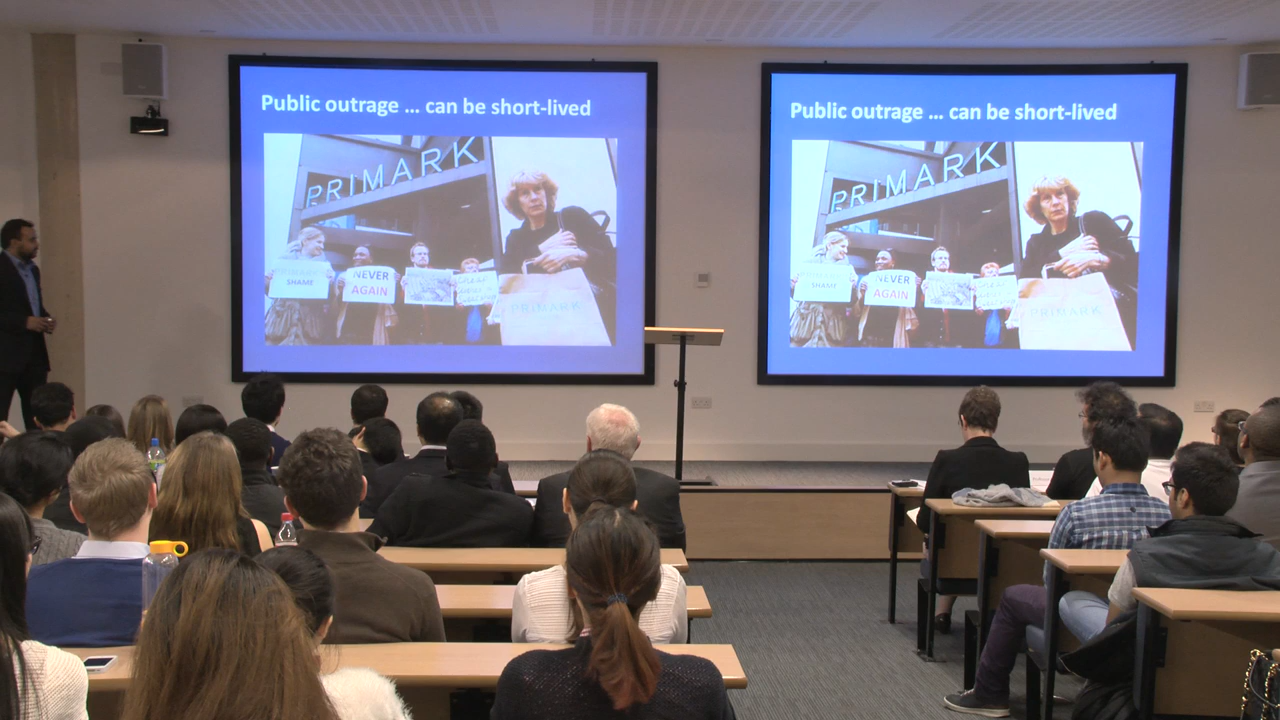 Public outrage ... can be short-lived
PRIMARK
SHAME
NEVER
AGAIN
PRIMARK
Public outrage ... can be short-lived
PRIMARK
SHAME
NEVER
AGAIN
PRIMARK